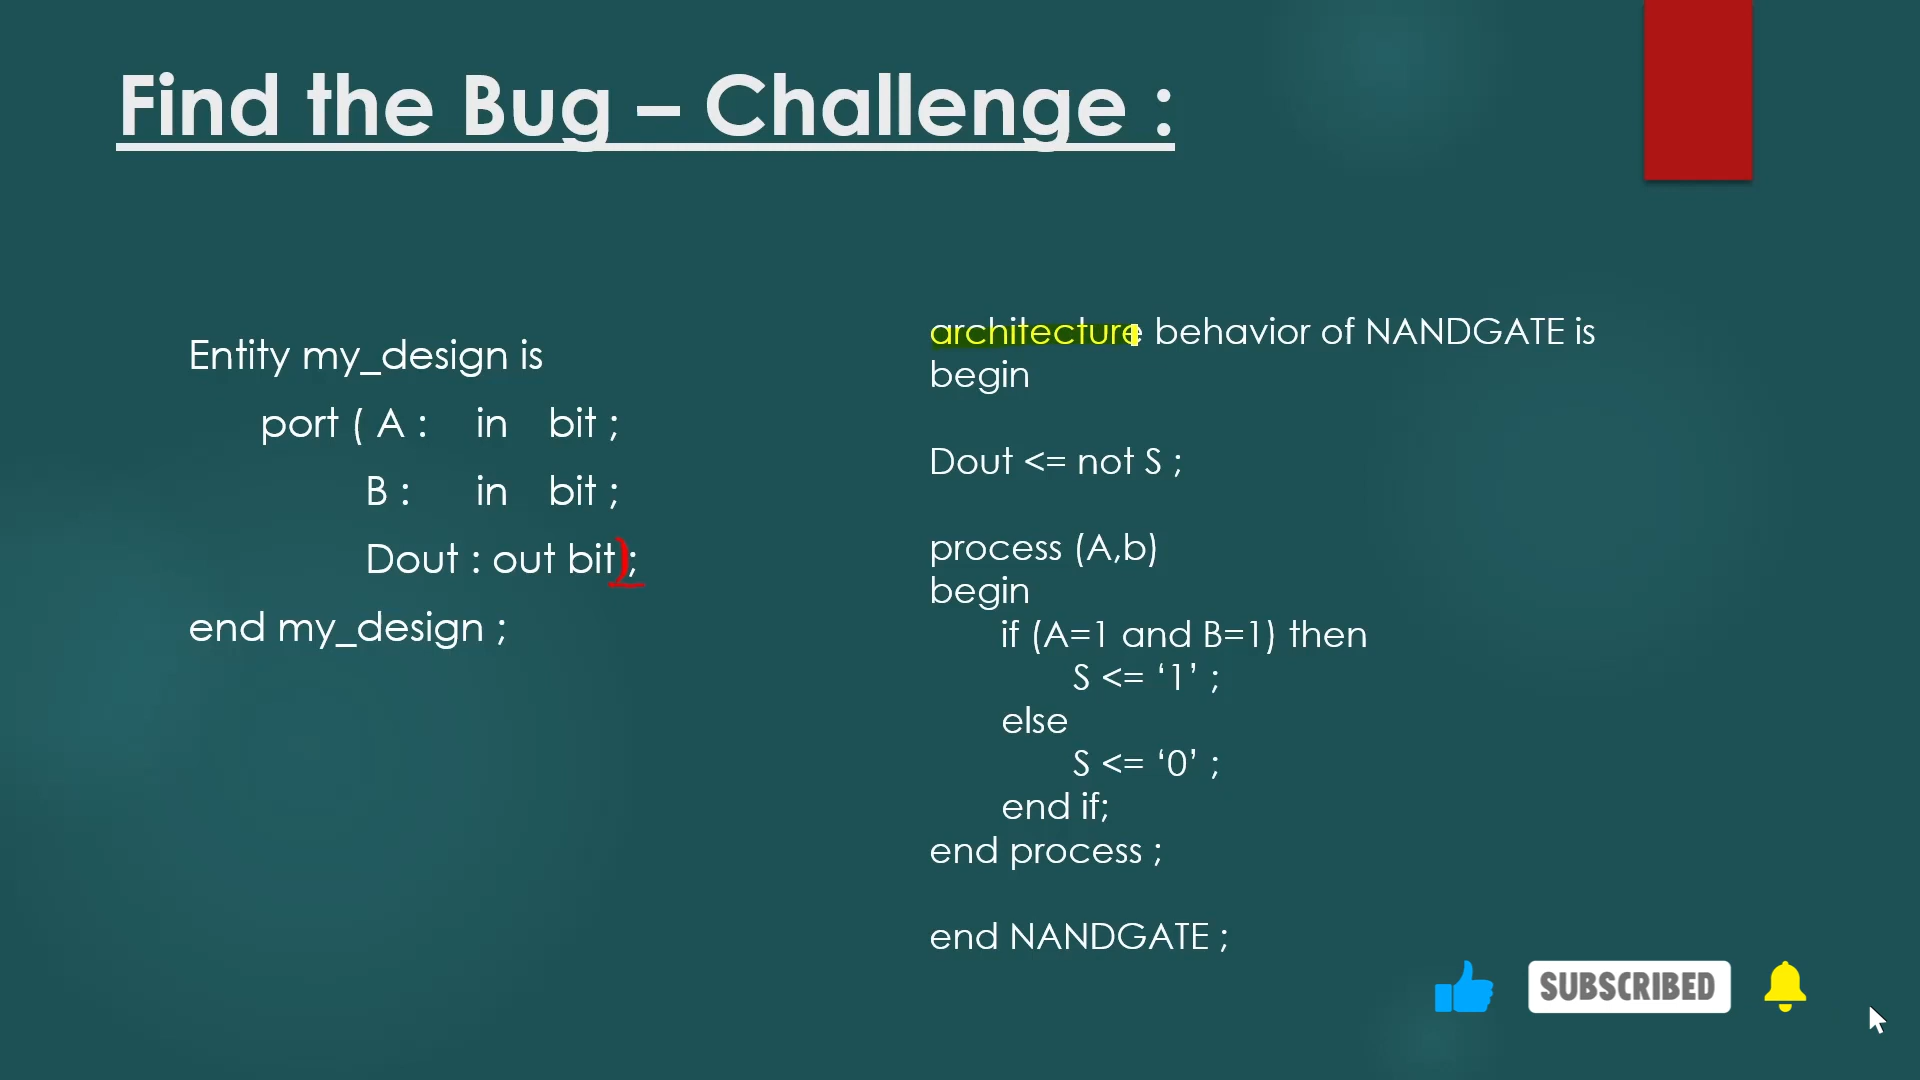 Find the Bug – Challenge :
Entity my_design is
port ( A : in bit ;
B : in bit ;
Dout : out bit) ;
end my_design ;
architecture behavior of NANDGATE is
begin
Dout <= not S ;
process (A,b)
begin
if (A=1 and B=1) then
S <= ‘1’ ;
else
S <= ‘0’ ;
end if;
end process ;
end NANDGATE ;
SUBSCRIBED